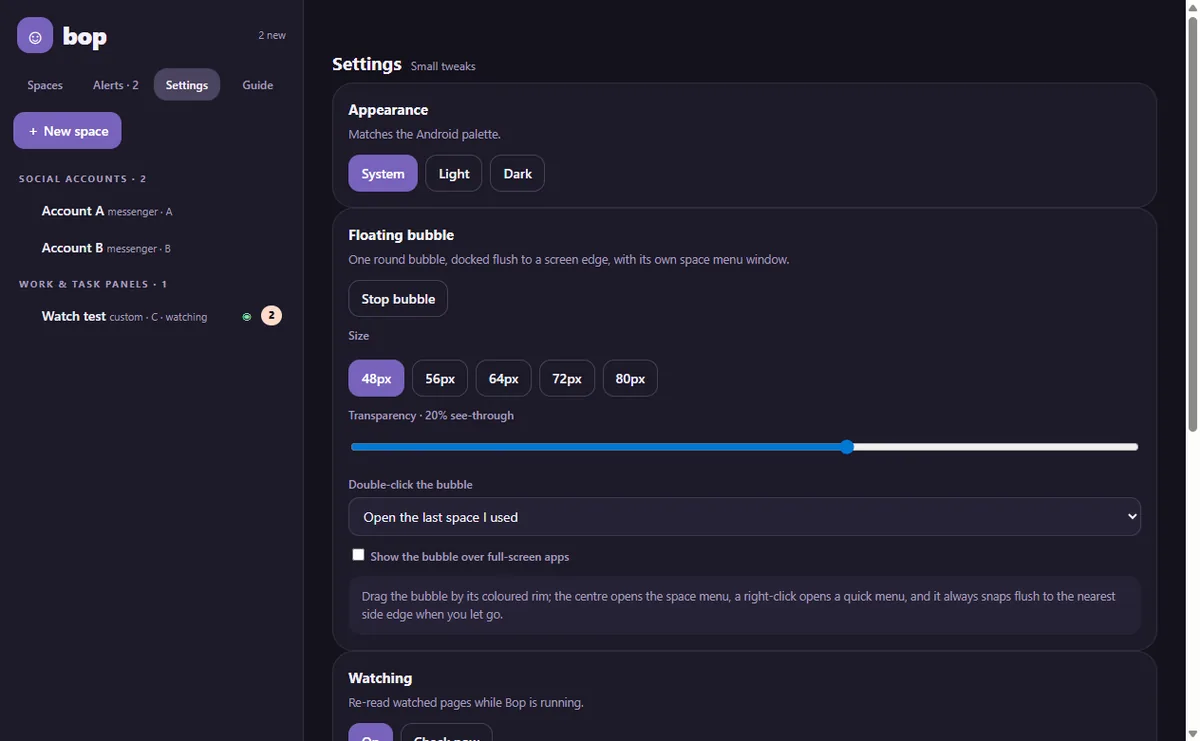 bop
2 new
Spaces
Alerts · 2
Settings
Guide
+ New space
SOCIAL ACCOUNTS · 2
Account A messenger · A
Account B messenger · B
WORK & TASK PANELS · 1
Watch test custom · C · watching
2
Settings Small tweaks
Appearance
Matches the Android palette.
System
Light
Dark
Floating bubble
One round bubble, docked flush to a screen edge, with its own space menu window.
Stop bubble
Size
48px
56px
64px
72px
80px
Transparency · 20% see-through
Double-click the bubble
Open the last space I used
Show the bubble over full-screen apps
Drag the bubble by its coloured rim; the centre opens the space menu, a right-click opens a quick menu, and it always snaps flush to the nearest
side edge when you let go.
Watching
Re-read watched pages while Bop is running.
On
Check now